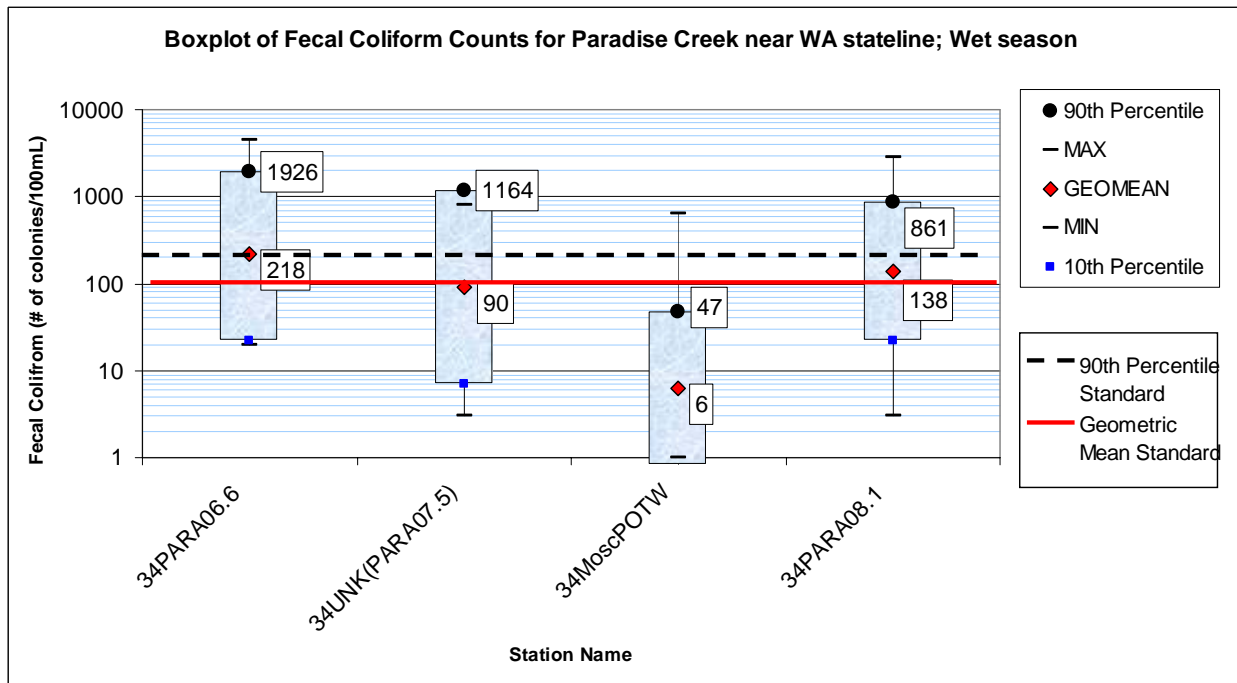 Boxplot of Fecal Coliform Counts for Paradise Creek near WA stateline; Wet season
Fecal Colifrom (# of colonies/100mL)
10000
1000
100
10
1
1926
218
1164
90
47
6
861
138
34PARA06.6
34UNK(PARA07.5)
34MoscPOTW
34PARA08.1
Station Name
90th Percentile
MAX
GEOMEAN
MIN
10th Percentile
90th Percentile
Standard
Geometric
Mean Standard